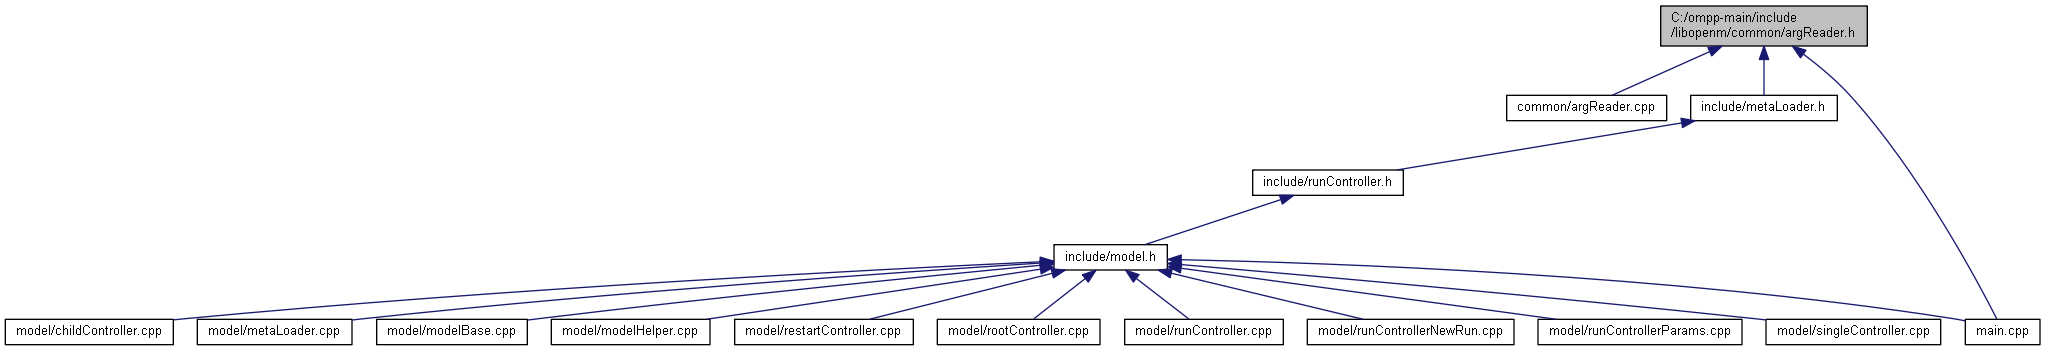 C:/ompp-main/include
/libopenm/common/argReader.h
common/argReader.cpp
include/metaLoader.h
include/runController.h
include/model.h
model/childController.cpp
model/metaLoader.cpp
model/modelBase.cpp
model/modelHelper.cpp
model/restartController.cpp
model/rootController.cpp
model/runController.cpp
model/runControllerNewRun.cpp
model/runControllerParams.cpp
model/singleController.cpp
main.cpp